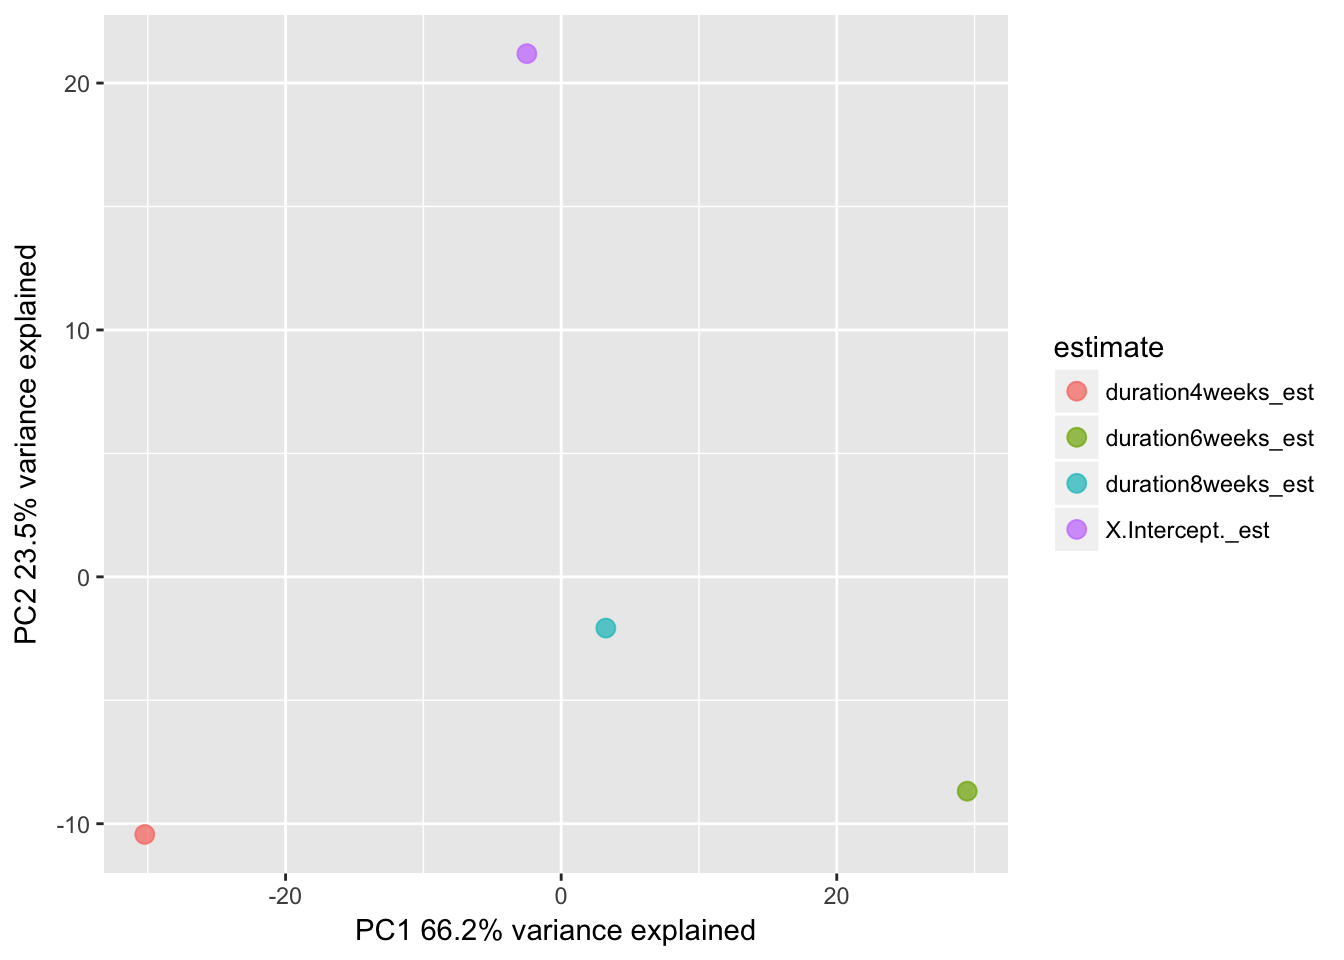 20
10
0
-10
-20
0
20
PC1 66.2% variance explained
PC2 23.5% variance explained
estimate
duration4weeks_est
duration6weeks_est
duration8weeks_est
X.Intercept._est